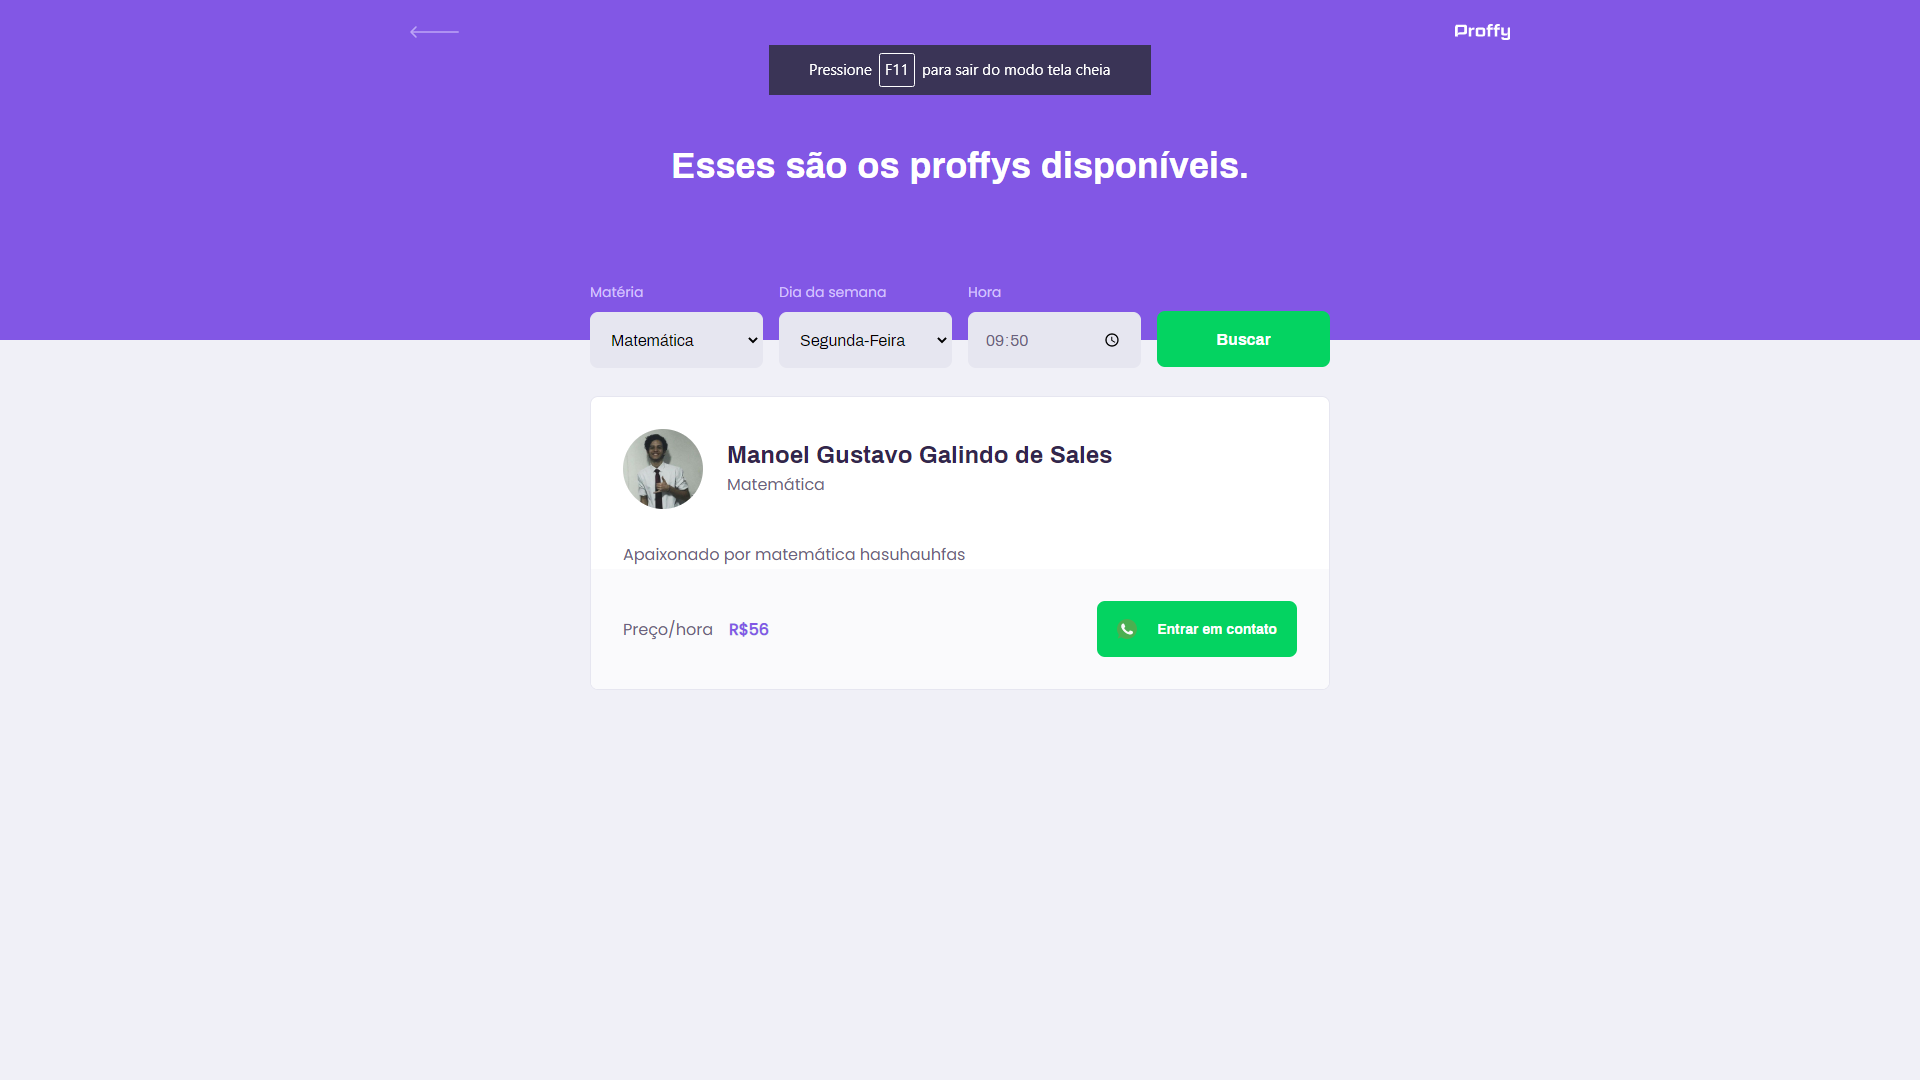 Proffy
Pressione F11 para sair do modo tela cheia
Esses são os proffys disponíveis.
Matéria Dia da semana Hora
Matemática Segunda-Feira 09:50 Buscar
Manoel Gustavo Galindo de Sales
Matemática
Apaixonado por matemática hasuhauhfas
Preço/hora R$56 Entrar em contato